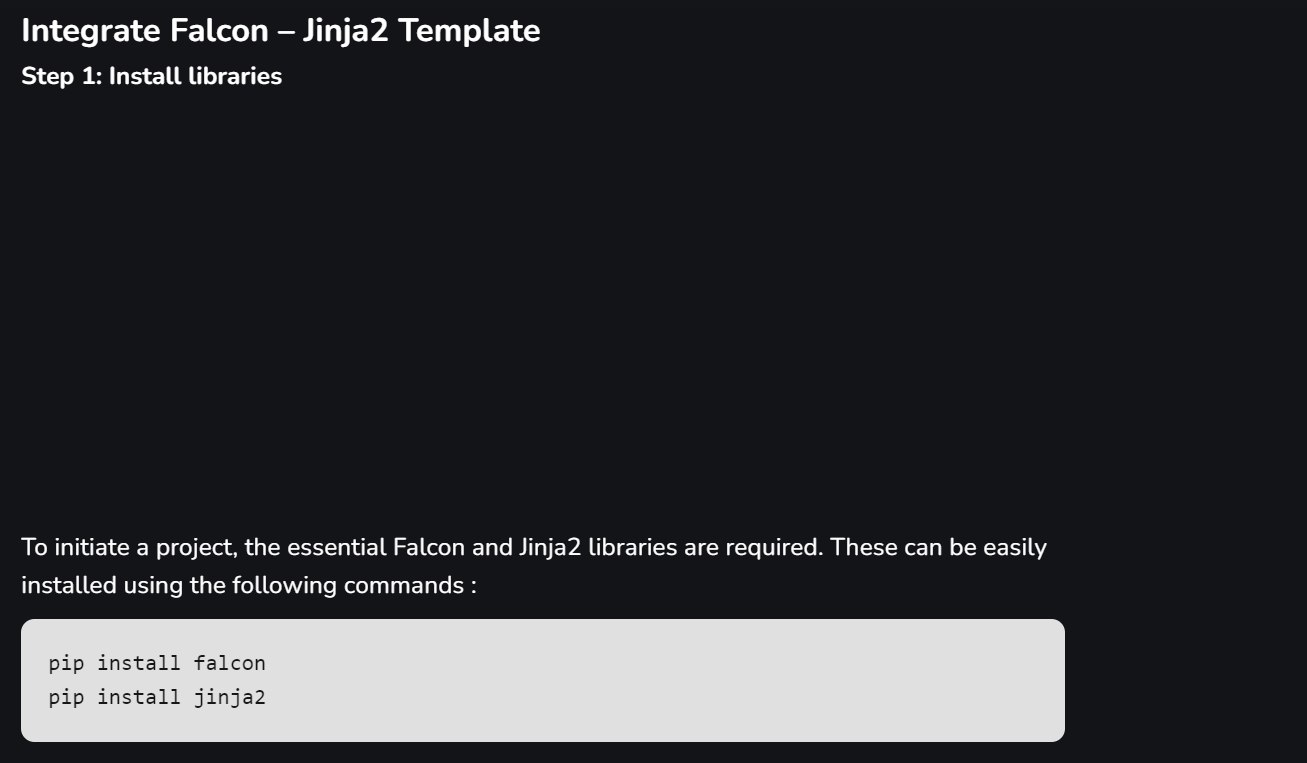 Integrate Falcon – Jinja2 Template
Step 1: Install libraries
To initiate a project, the essential Falcon and Jinja2 libraries are required. These can be easily
installed using the following commands :
pip install falcon
pip install jinja2